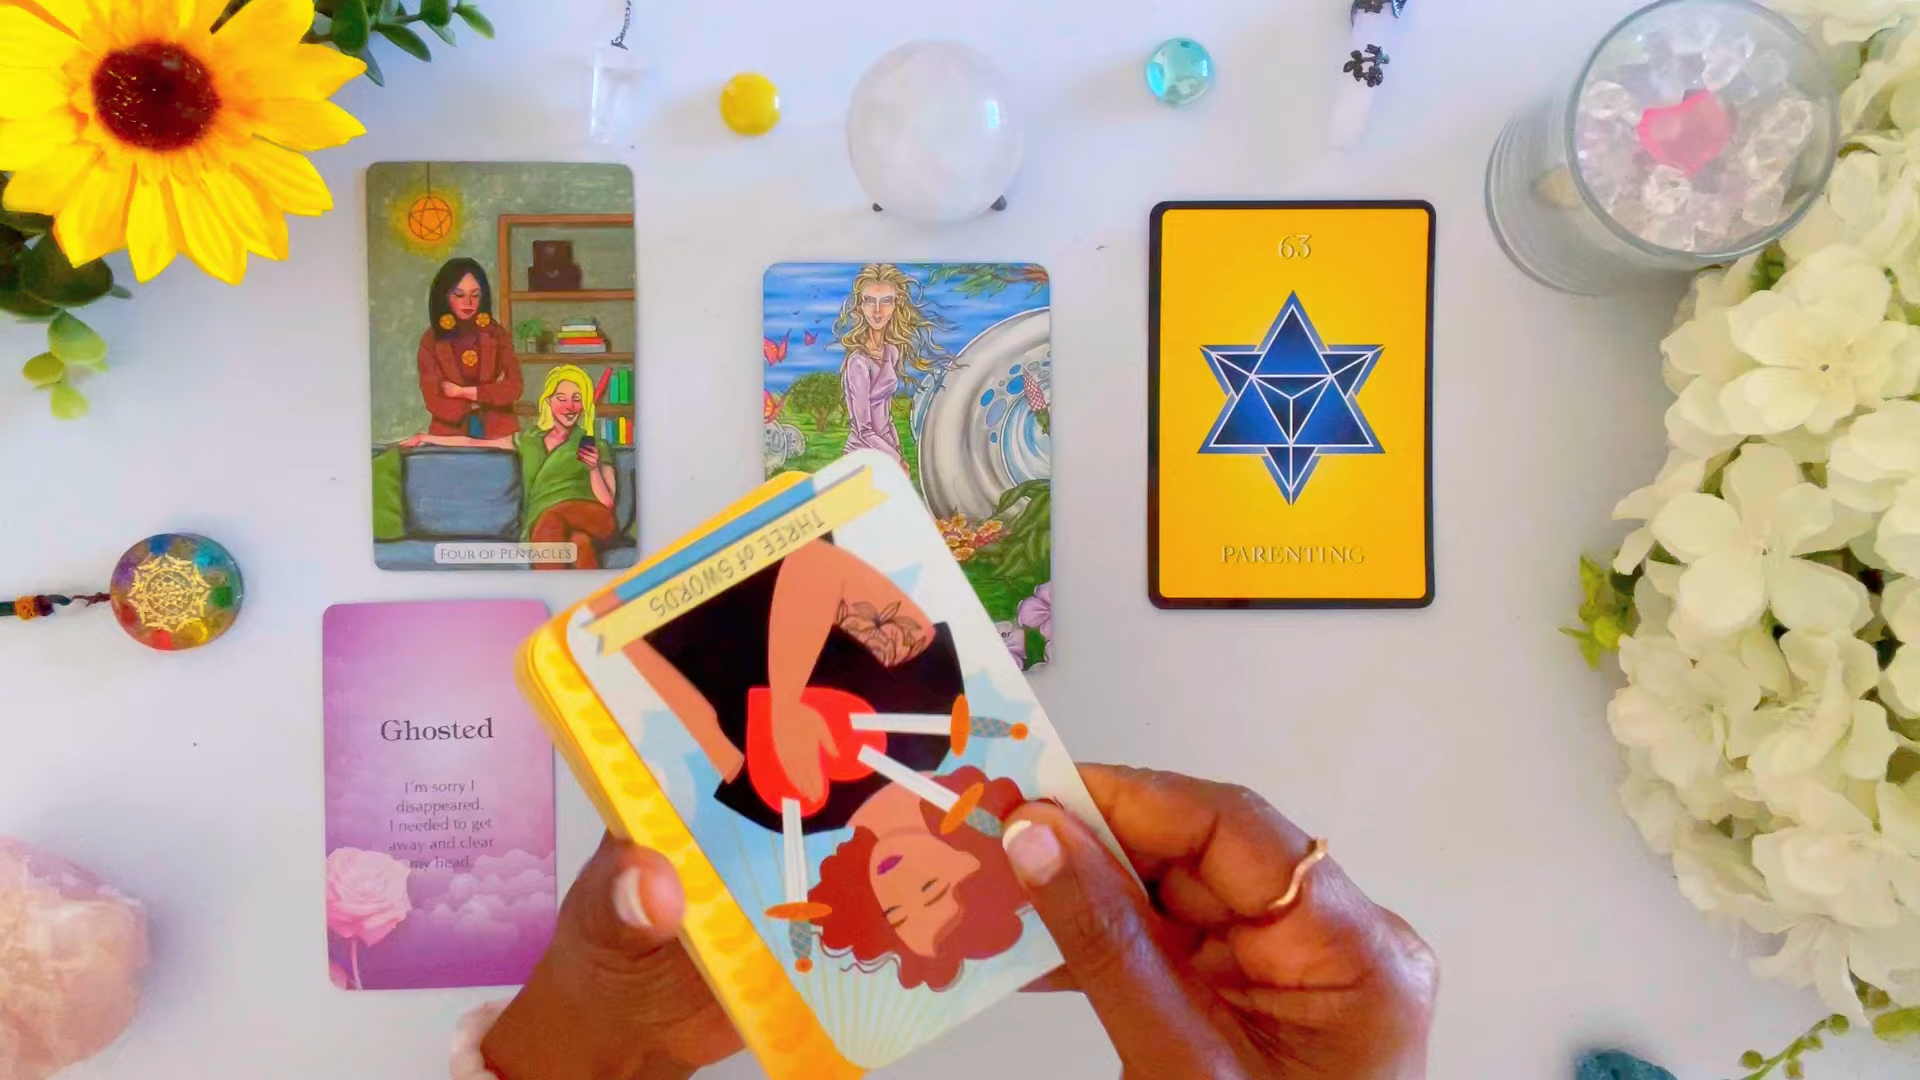 FOUR OF PENTACLES
63
PARENTING
THREE of SWORDS
Ghosted
I'm sorry I
disappeared.
I needed to get
away and clear
my head.